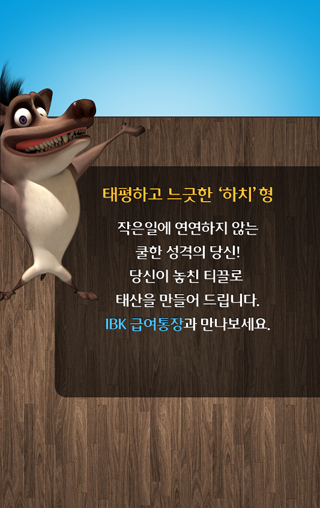 태평하고 느긋한 ‘하치’형
작은일에 연연하지 않는
쿨한 성격의 당신!
당신이 놓친 티끌로
태산을 만들어 드립니다.
IBK 급여통장과 만나보세요.